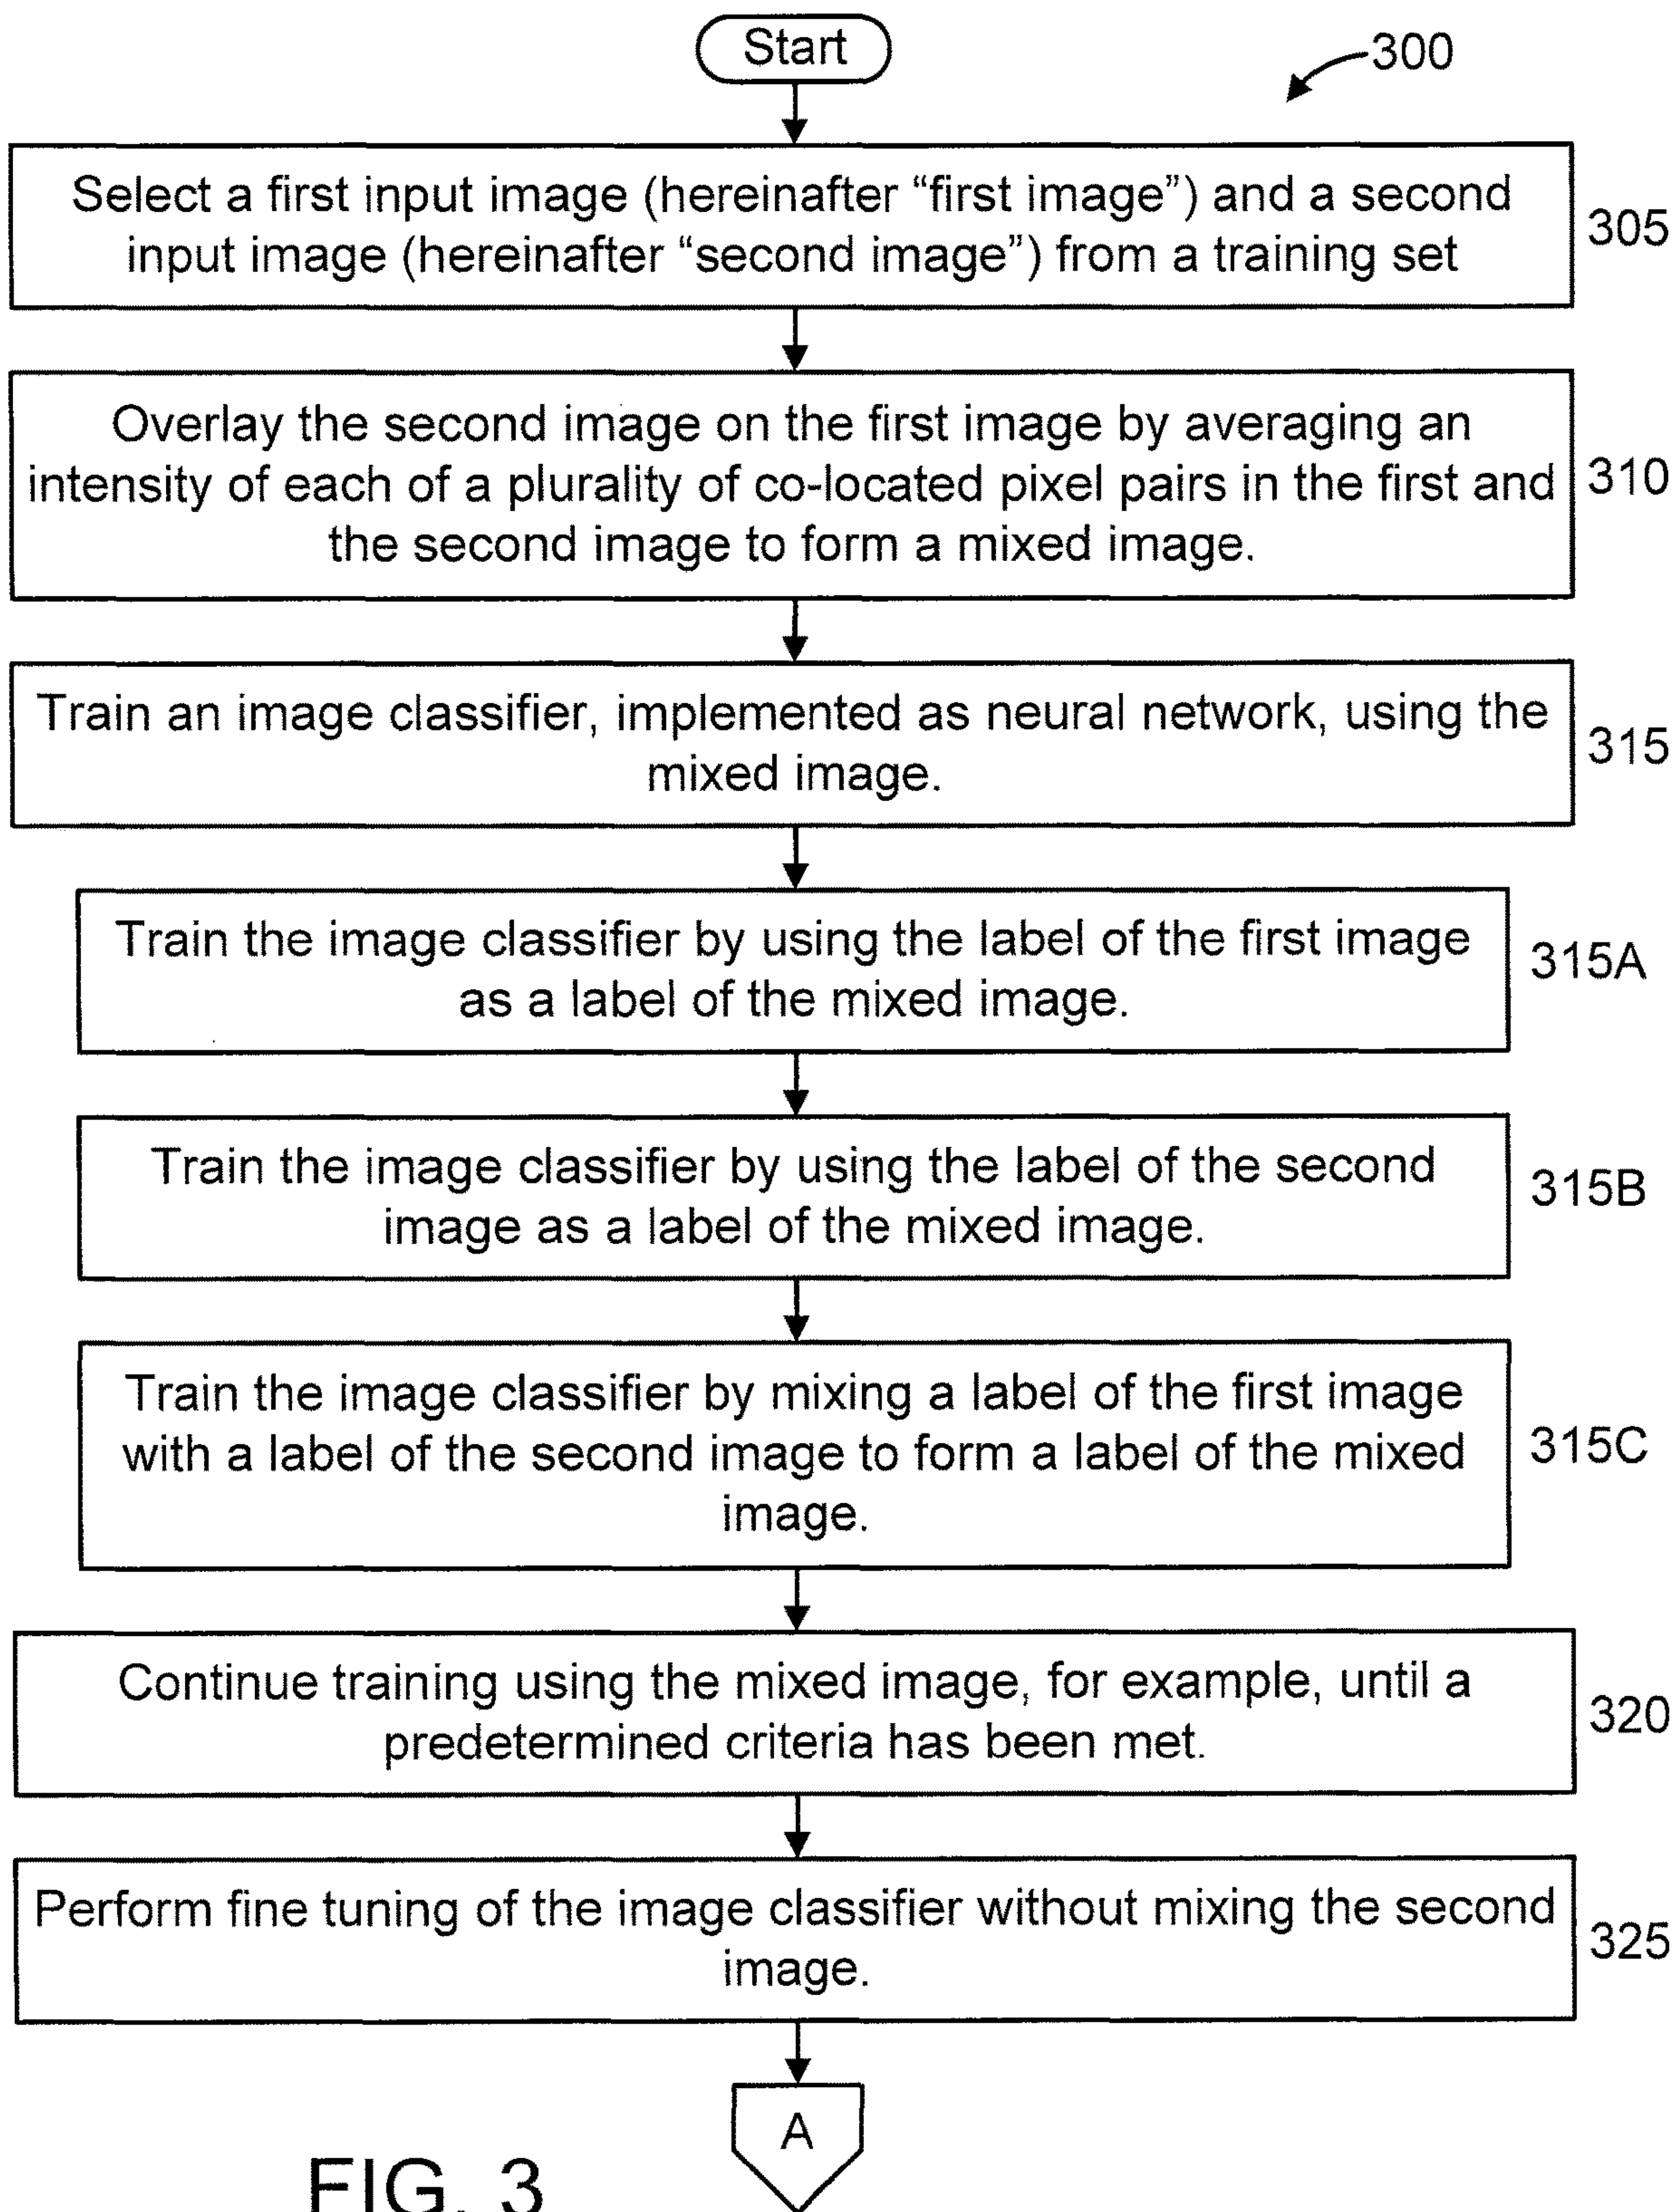 Start
300
Select a first input image (hereinafter “first image”) and a second
input image (hereinafter “second image”) from a training set
305
Overlay the second image on the first image by averaging an
intensity of each of a plurality of co-located pixel pairs in the first and
the second image to form a mixed image.
310
Train an image classifier, implemented as neural network, using the
mixed image.
315
Train the image classifier by using the label of the first image
as a label of the mixed image.
315A
Train the image classifier by using the label of the second
image as a label of the mixed image.
315B
Train the image classifier by mixing a label of the first image
with a label of the second image to form a label of the mixed
image.
315C
Continue training using the mixed image, for example, until a
predetermined criteria has been met.
320
Perform fine tuning of the image classifier without mixing the second
image.
325
A
FIG. 3